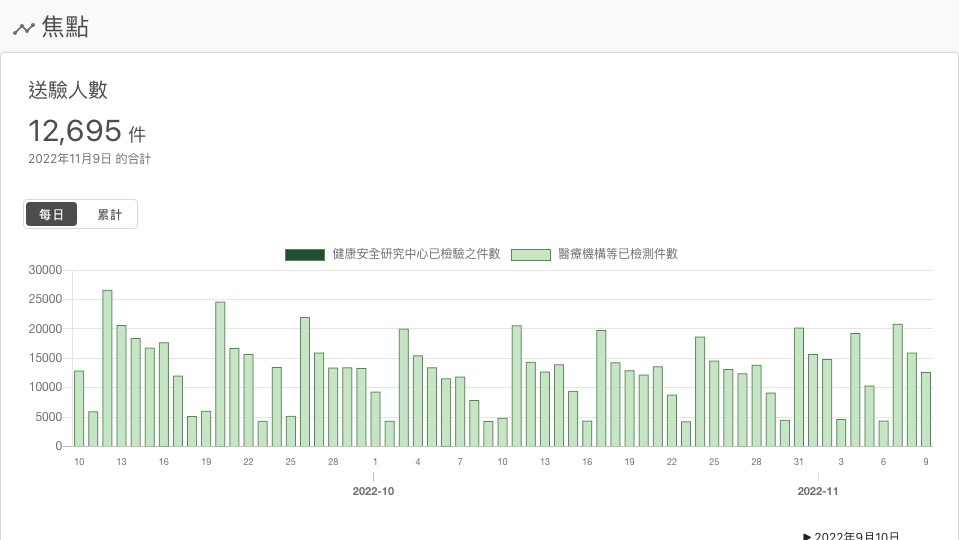 焦點
送驗人數
12,695 件
2022年11月9日 的合計
每日 累計
健康安全研究中心已檢驗之件數 醫療機構等已檢測件數
30000
25000
20000
15000
10000
5000
0
10 13 16 19 22 25 28 1 4 7 10 13 16 19 22 25 28 31 3 6 9
2022-10 2022-11
▶ 2022年9月10日